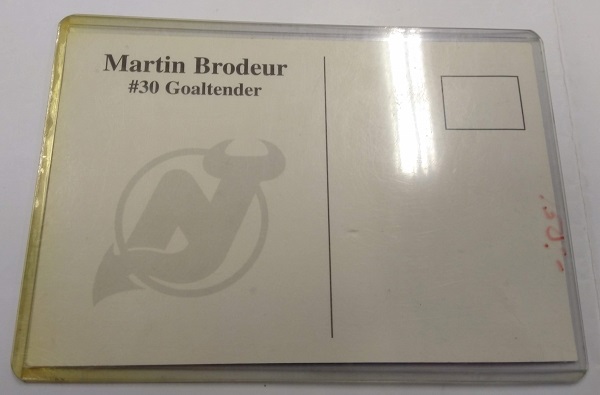 Martin Brodeur
#30 Goaltender